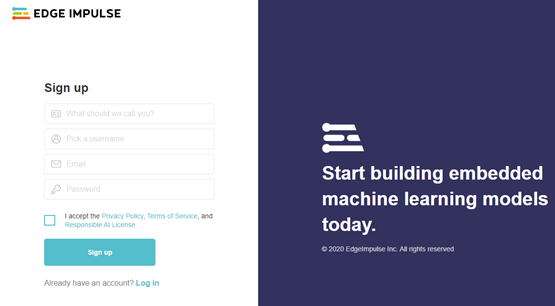 EDGE IMPULSE
Sign up
What should we call you?
Pick a username
Email
Password
I accept the Privacy Policy, Terms of Service, and
Responsible AI License.
Sign up
Already have an account? Log in
Start building embedded
machine learning models
today.
© 2020 EdgeImpulse Inc. All rights reserved